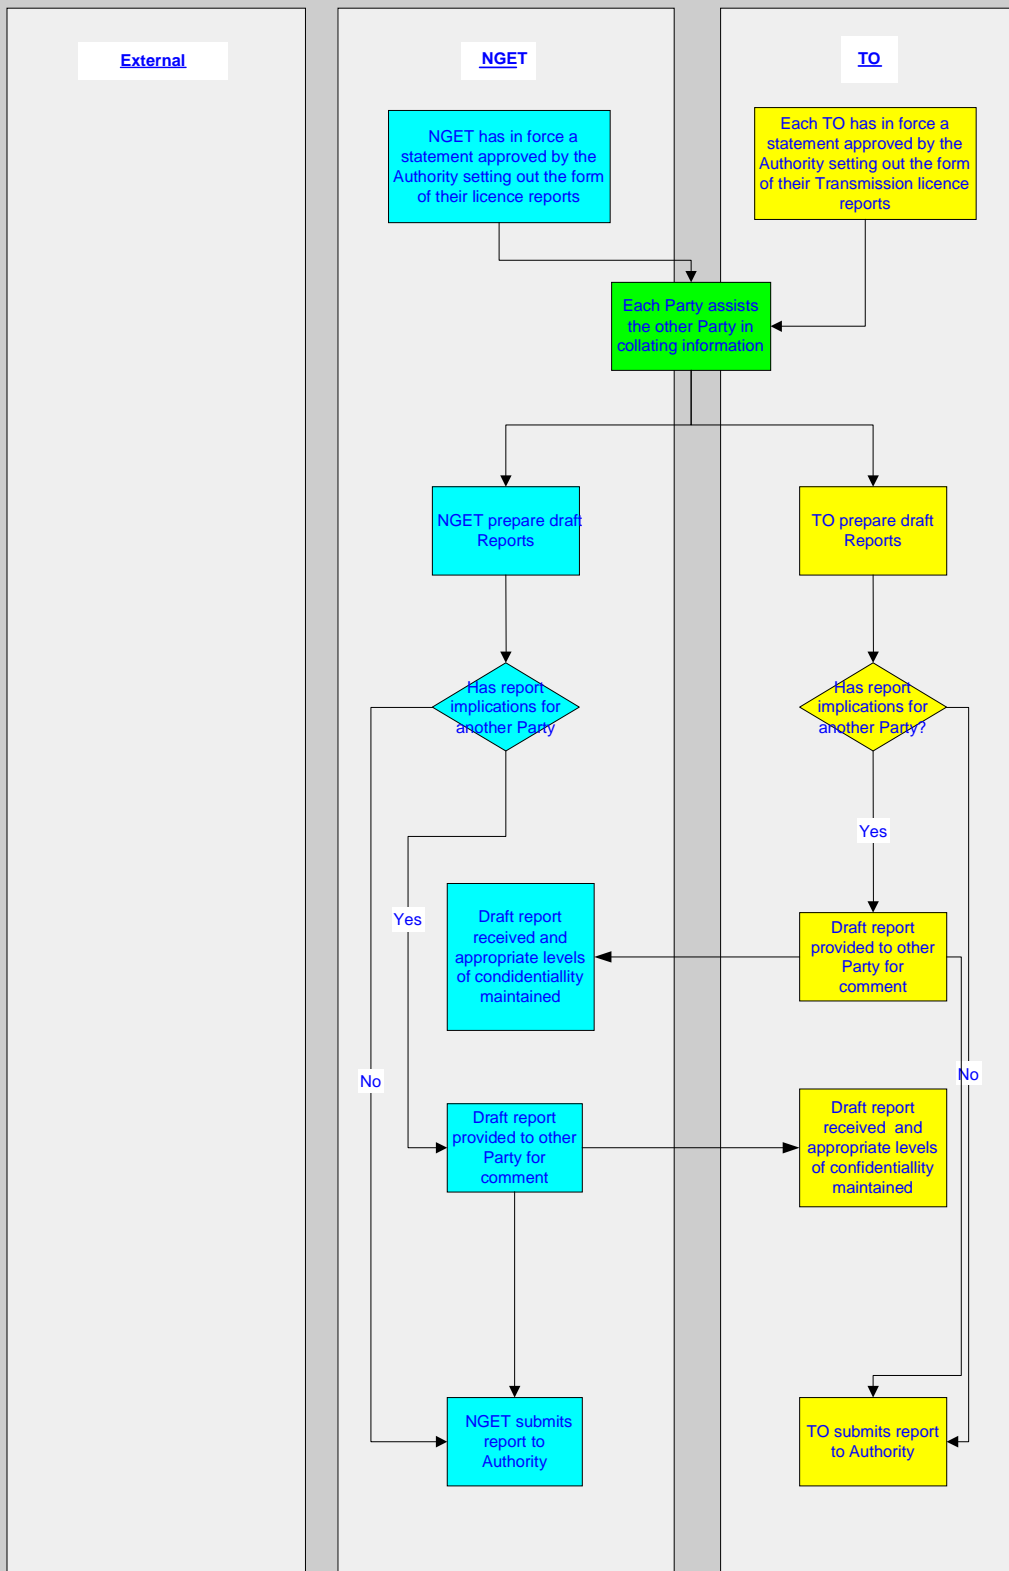 External
NGET
TO
NGET has in force a
statement approved by the
Authority setting out the form
of their licence reports
Each TO has in force a
statement approved by the
Authority setting out the form
of their Transmission licence
reports
Each Party assists
the other Party in
collating information
NGET prepare draft
Reports
TO prepare draft
Reports
Has report
implications for
another Party
Has report
implications for
another Party?
Yes
Draft report
received and
appropriate levels
of condidentiallity
maintained
Yes
Draft report
provided to other
Party for
comment
No
No
Draft report
provided to other
Party for
comment
Draft report
received  and
appropriate levels
of confidentiallity
maintained
NGET submits
report to
Authority
TO submits report
to Authority